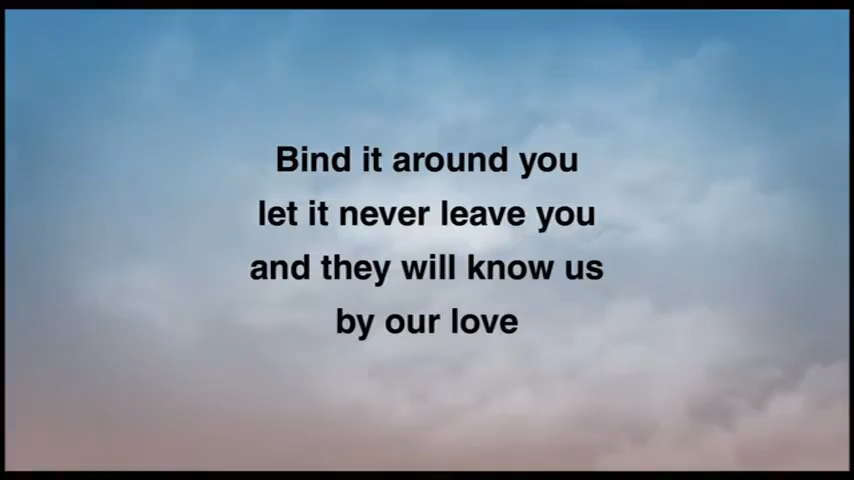 Bind it around you
let it never leave you
and they will know us
by our love